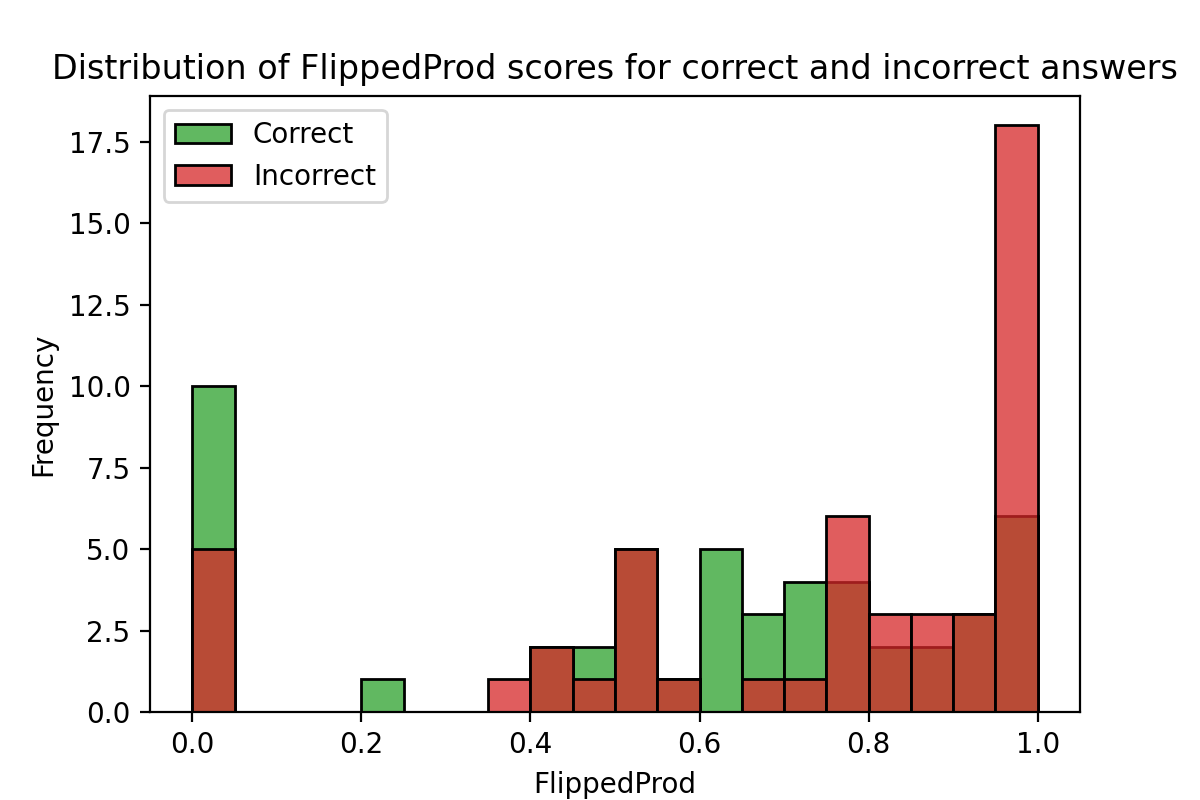 Distribution of FlippedProd scores for correct and incorrect answers
Correct
Incorrect
17.5
15.0
12.5
10.0
7.5
5.0
2.5
0.0
Frequency
0.0 0.2 0.4 0.6 0.8 1.0
FlippedProd